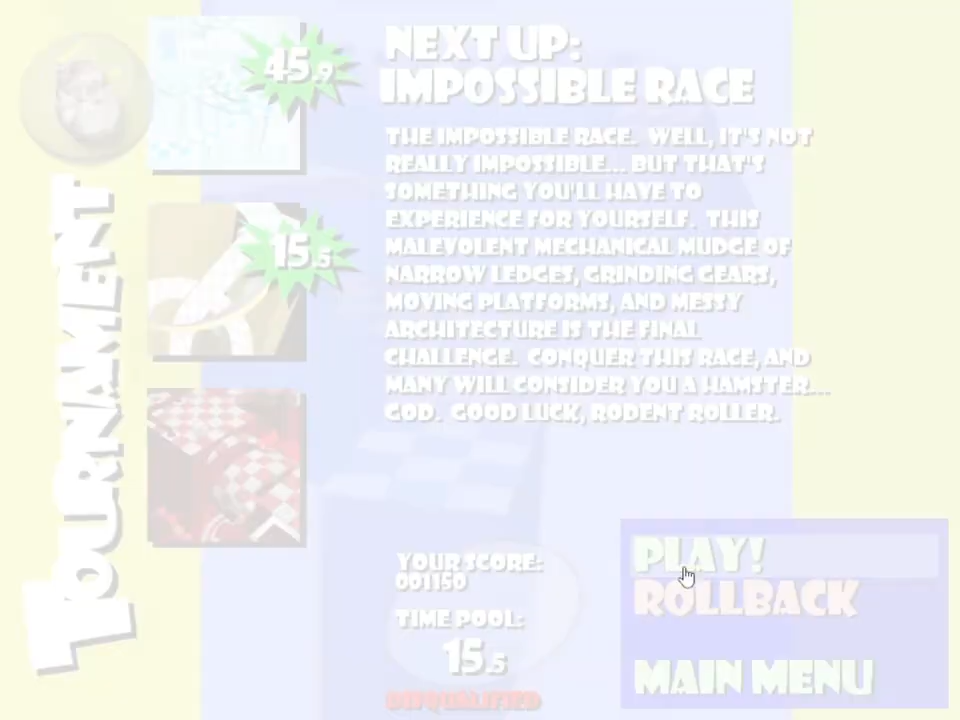 TOURNAMENT
45.9
15.5
NEXT UP:
IMPOSSIBLE RACE
THE IMPOSSIBLE RACE. WELL, IT'S NOT
REALLY IMPOSSIBLE... BUT THAT'S
SOMETHING YOU'LL HAVE TO
EXPERIENCE FOR YOURSELF. THIS
MALEVOLENT MECHANICAL MUDGE OF
NARROW LEDGES, GRINDING GEARS,
MOVING PLATFORMS, AND MESSY
ARCHITECTURE IS THE FINAL
CHALLENGE. CONQUER THIS RACE, AND
MANY WILL CONSIDER YOU A HAMSTER...
GOD. GOOD LUCK, RODENT ROLLER.
YOUR SCORE:
001150
TIME POOL:
15.5
DISQUALIFIED
PLAY!
ROLLBACK
MAIN MENU